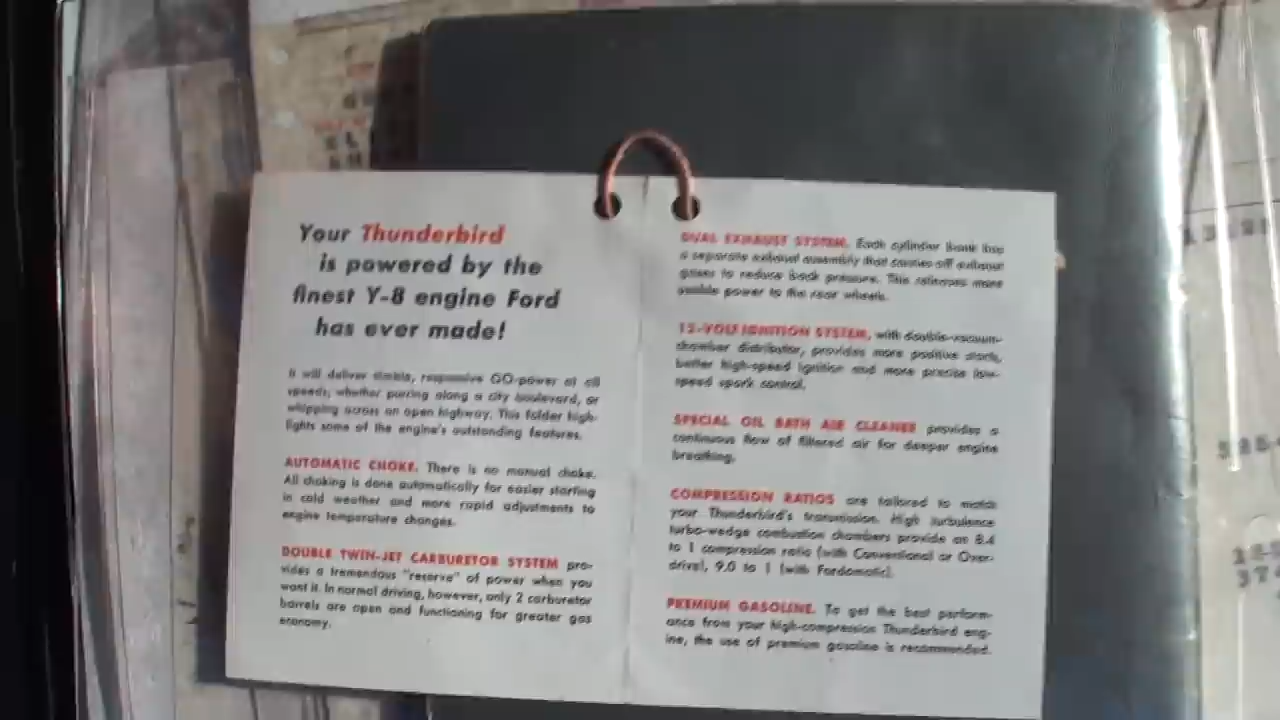 Your Thunderbird
is powered by the
finest Y-8 engine Ford
has ever made!
It will deliver stable, responsive GO-power at all
speeds, whether purring along a city boulevard, or
whipping across an open highway. This folder high-
lights some of the engine's outstanding features.
AUTOMATIC CHOKE. There is no manual choke.
All choking is done automatically for easier starting
in cold weather and more rapid adjustments to
engine temperature changes.
DOUBLE TWIN-JET CARBURETOR SYSTEM pro-
vides a tremendous "reserve" of power when you
want it. In normal driving, however, only 2 carburetor
barrels are open and functioning for greater gas
economy.
DUAL EXHAUST SYSTEM. Each cylinder bank has
a separate exhaust assembly that carries off exhaust
gases to reduce back pressure. This releases more
usable power to the rear wheels.
12-VOLT IGNITION SYSTEM, with double-vacuum-
chamber distributor, provides more positive starts,
better high-speed ignition and more precise low-
speed spark control.
SPECIAL OIL BATH AIR CLEANER provides a
continuous flow of filtered air for deeper engine
breathing.
COMPRESSION RATIOS are tailored to match
your Thunderbird's transmission. High turbulence
turbo-wedge combustion chambers provide an 8.4
to 1 compression ratio (with Conventional or Over-
drive), 9.0 to 1 (with Fordomatic).
PREMIUM GASOLINE. To get the best perform-
ance from your high-compression Thunderbird eng-
ine, the use of premium gasoline is recommended.